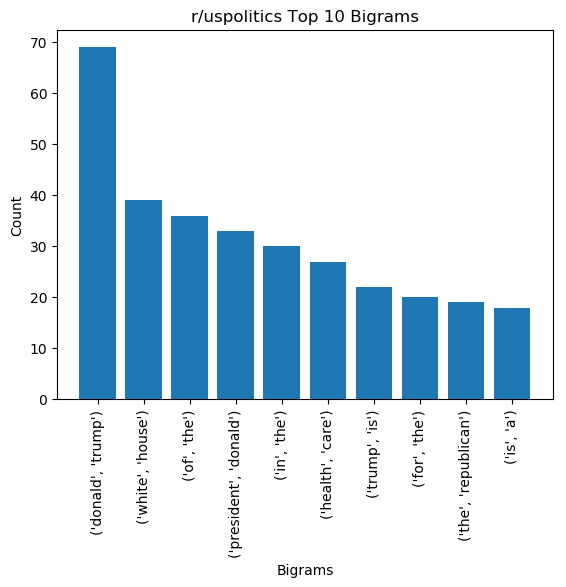 r/uspolitics Top 10 Bigrams
70
60
50
40
30
20
10
0
Count
('donald', 'trump')
('white', 'house')
('of', 'the')
('president', 'donald')
('in', 'the')
('health', 'care')
('trump', 'is')
('for', 'the')
('the', 'republican')
('is', 'a')
Bigrams